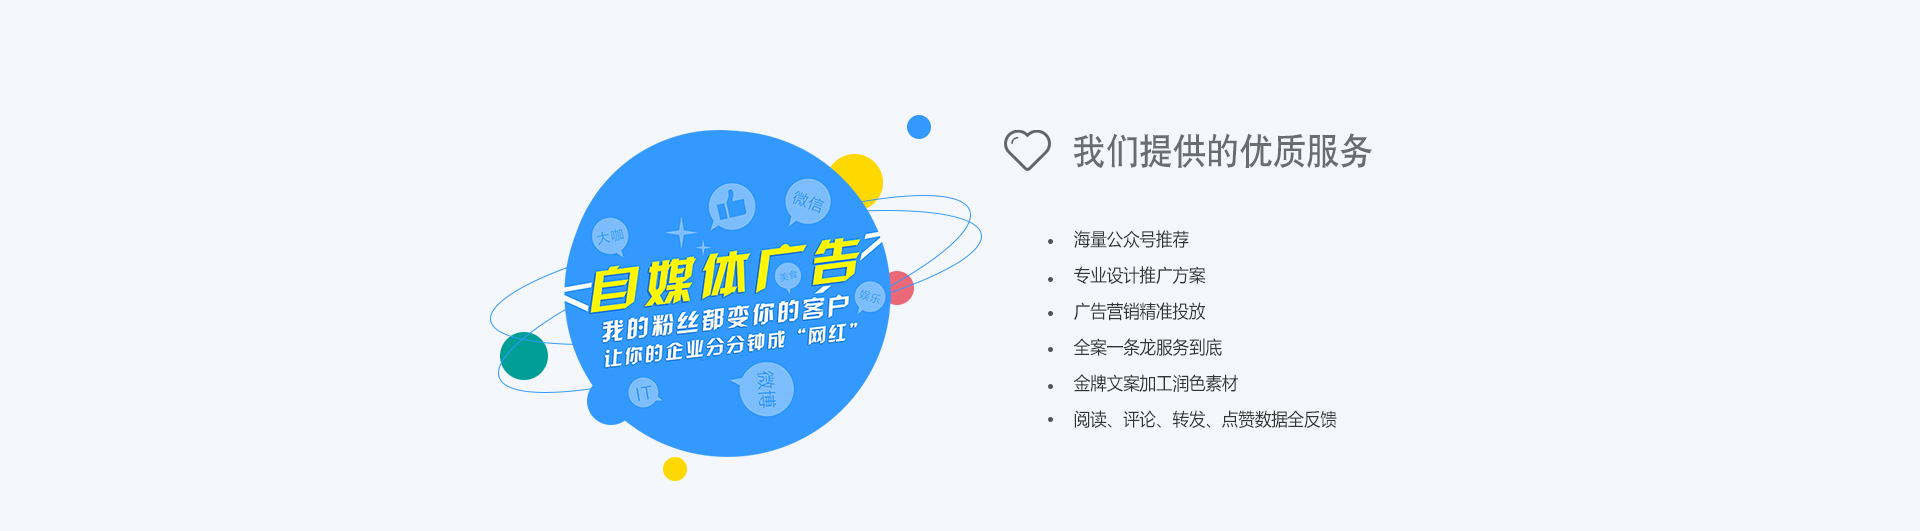 大咖
微信
自媒体广告
美食
娱乐
我的粉丝都变你的客户
让你的企业分分钟成“网红”
IT
微博
我们提供的优质服务
海量公众号推荐
专业设计推广方案
广告营销精准投放
全案一条龙服务到底
金牌文案加工润色素材
阅读、评论、转发、点赞数据全反馈